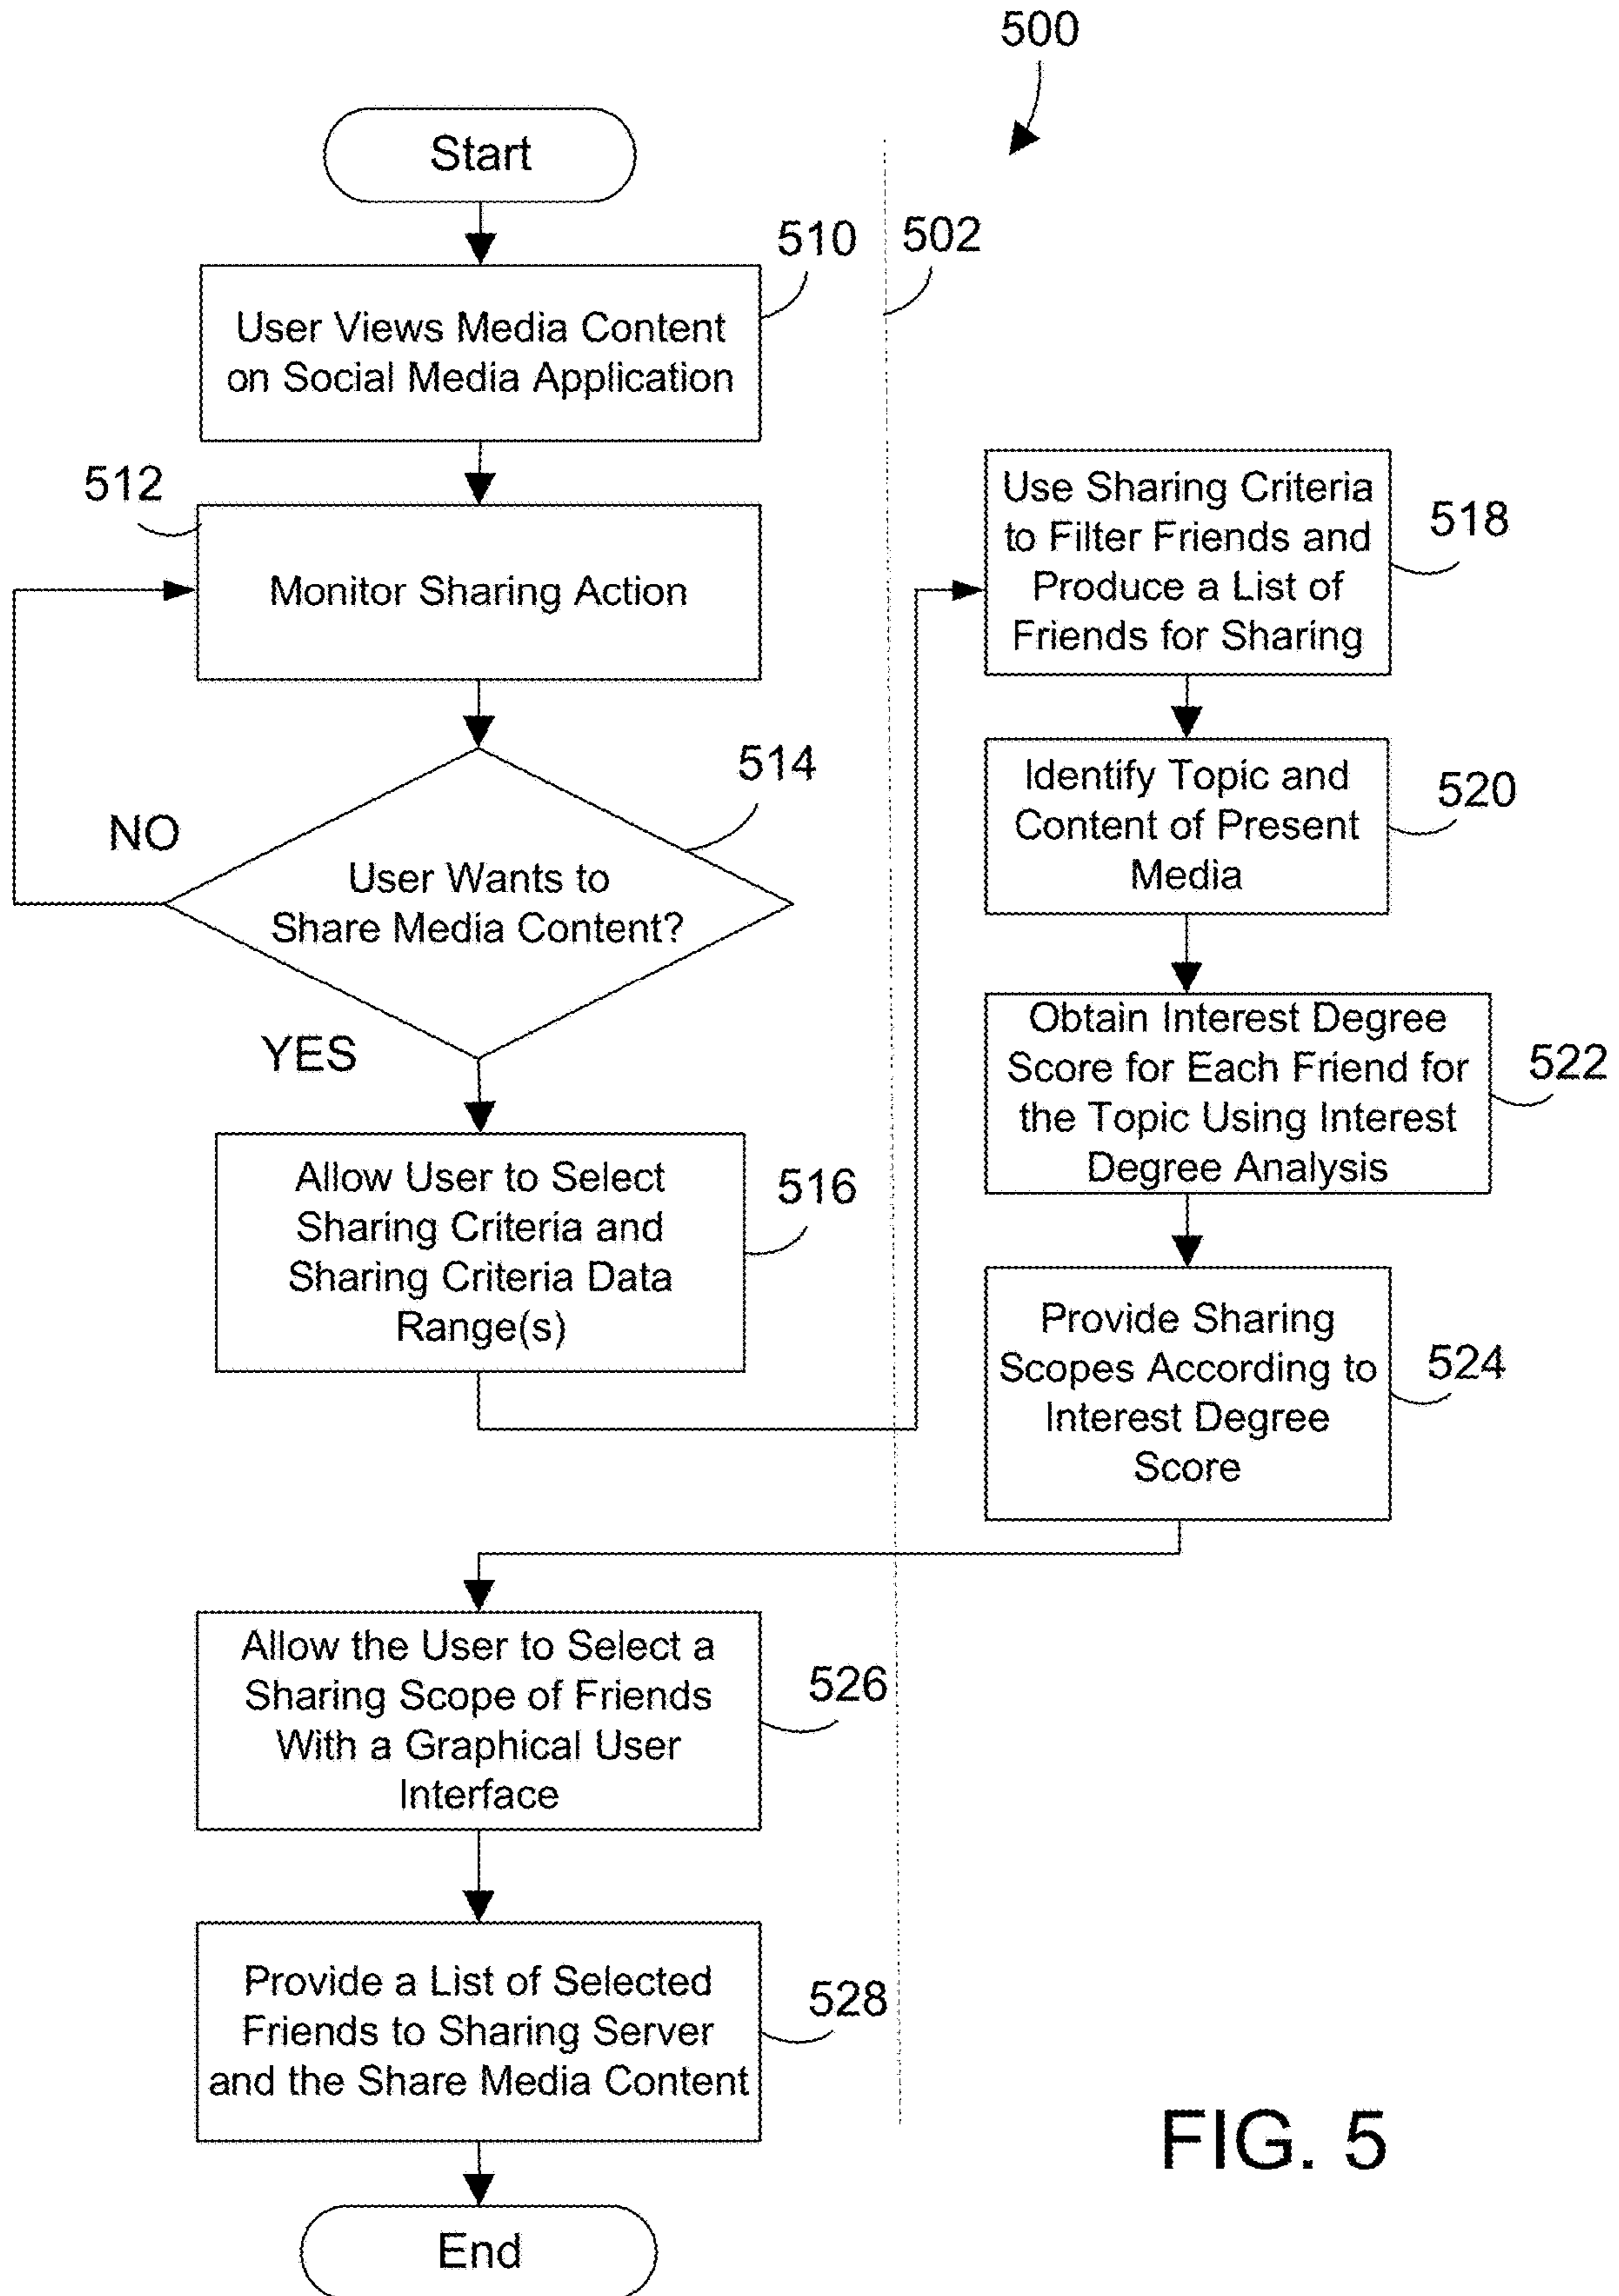 500
Start
510
502
User Views Media Content
on Social Media Application
512
Monitor Sharing Action
514
NO
User Wants to
Share Media Content?
YES
Allow User to Select
Sharing Criteria and
Sharing Criteria Data
Range(s)
516
Use Sharing Criteria
to Filter Friends and
Produce a List of
Friends for Sharing
518
Identify Topic and
Content of Present
Media
520
Obtain Interest Degree
Score for Each Friend for
the Topic Using Interest
Degree Analysis
522
Provide Sharing
Scopes According to
Interest Degree
Score
524
Allow the User to Select a
Sharing Scope of Friends
With a Graphical User
Interface
526
Provide a List of Selected
Friends to Sharing Server
and the Share Media Content
528
End
FIG. 5